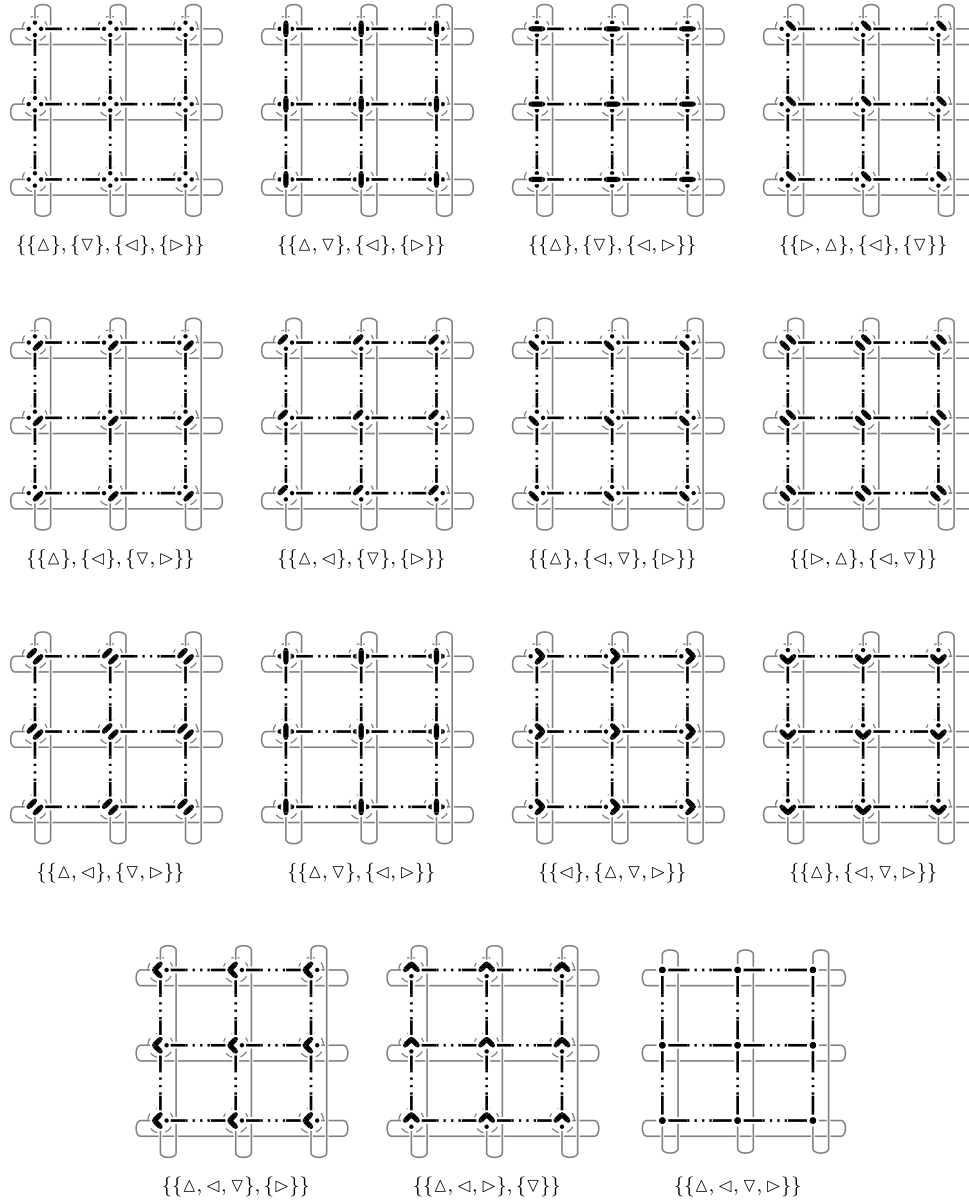 {{△}, {▽}, {◁}, {▷}} {{△, ▽}, {◁}, {▷}} {{△}, {▽}, {◁, ▷}} {{▷, △}, {◁}, {▽}}
{{△}, {◁}, {▽, ▷}} {{△, ◁}, {▽}, {▷}} {{△}, {◁, ▽}, {▷}} {{▷, △}, {◁, ▽}}
{{△, ◁}, {▽, ▷}} {{△, ▽}, {◁, ▷}} {{◁}, {△, ▽, ▷}} {{△}, {◁, ▽, ▷}}
{{△, ◁, ▽}, {▷}} {{△, ◁, ▷}, {▽}} {{△, ◁, ▽, ▷}}